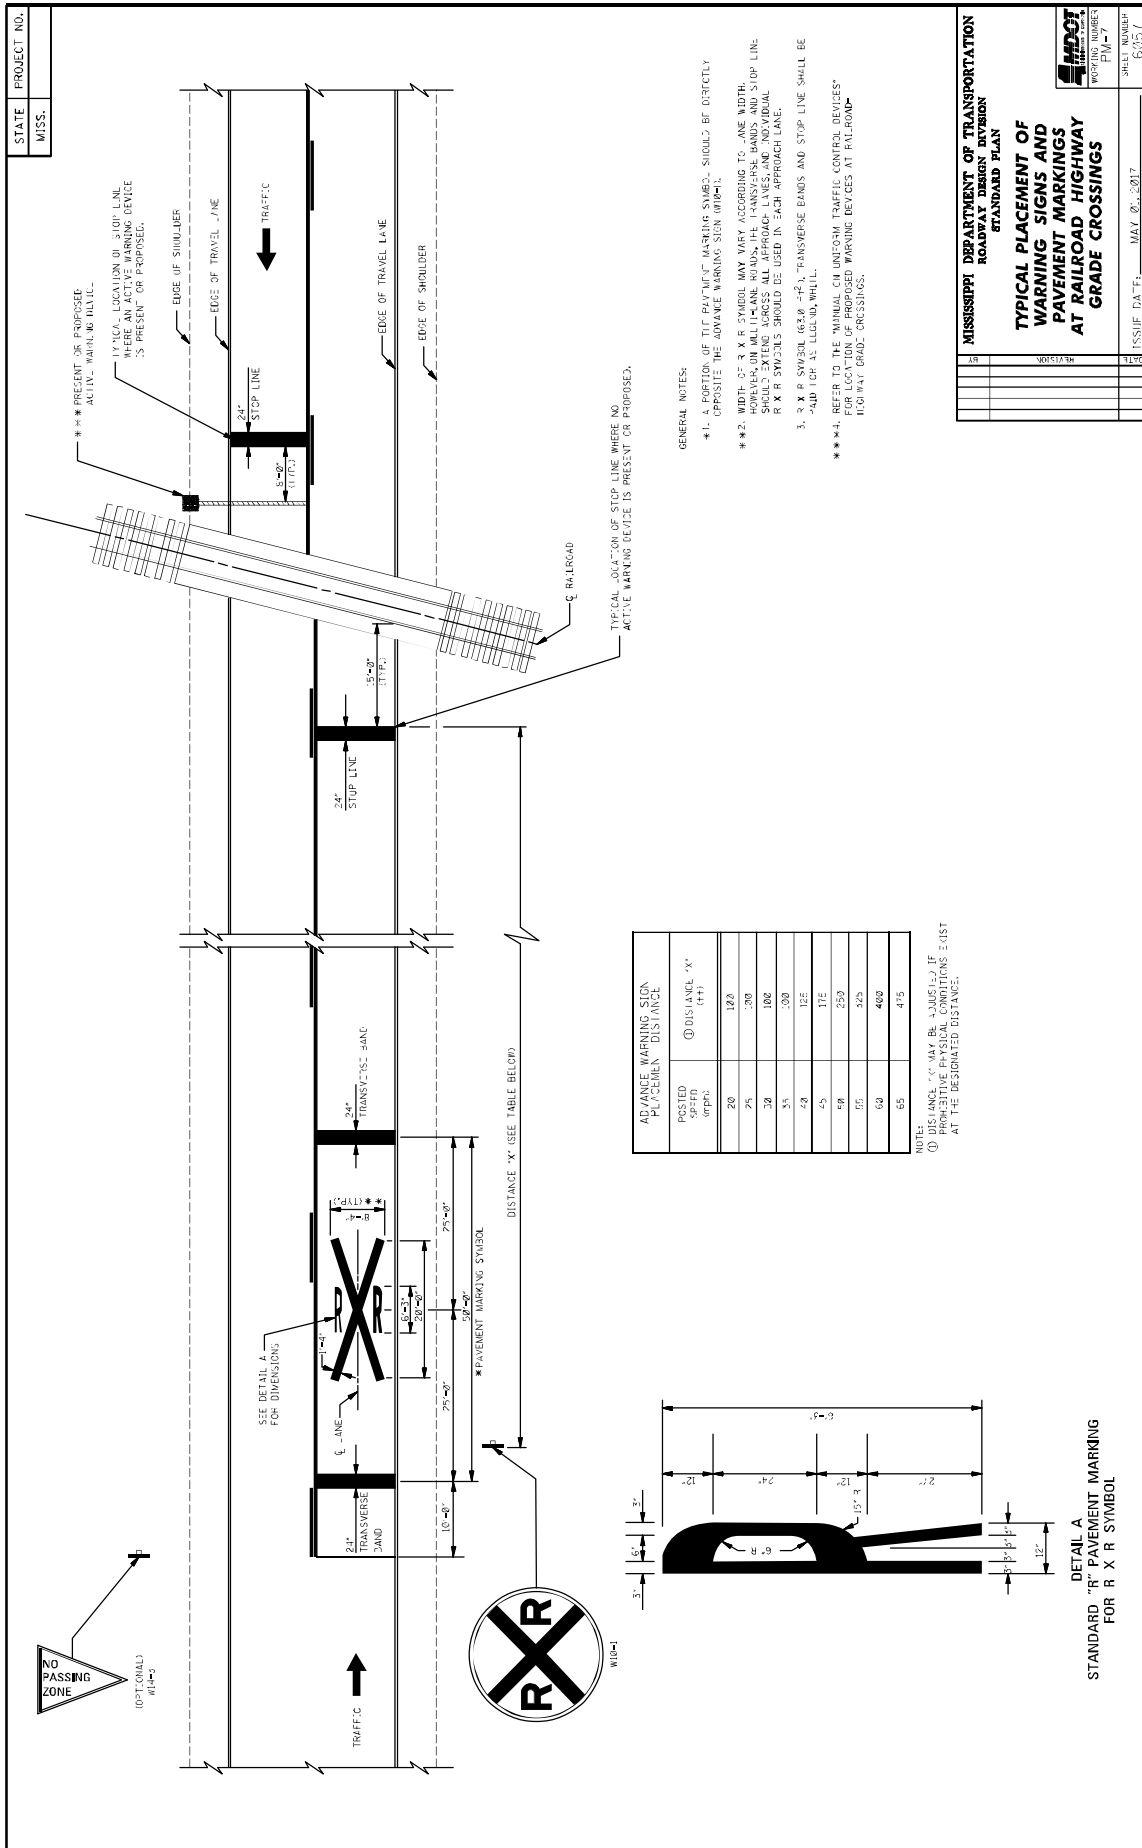 STATE
PROJECT NO.
MISS.
* * * PRESENT OR PROPOSED
ACTIVE WARNING DEVICE
TYPICAL LOCATION OF STOP LINE
WHERE AN ACTIVE WARNING DEVICE
IS PRESENT OR PROPOSED.
EDGE OF SHOULDER
EDGE OF TRAVEL LANE
TRAFFIC
EDGE OF TRAVEL LANE
EDGE OF SHOULDER
24"
STOP LINE
8'-0"
(TYP.)
℄ RAILROAD
15'-0"
(TYP.)
TYPICAL LOCATION OF STOP LINE WHERE NO
ACTIVE WARNING DEVICE IS PRESENT OR PROPOSED.
24"
STOP LINE
24"
TRANSVERSE BAND
DISTANCE "X" (SEE TABLE BELOW)
8'-4"
* * (TYP.)
SEE DETAIL A
FOR DIMENSIONS
1'-4"
℄ LANE
R
R
6'-3"
20'-0"
25'-0"
25'-0"
50'-0"
* PAVEMENT MARKING SYMBOL
24"
TRANSVERSE
BAND
10'-0"
NO
PASSING
ZONE
(OPTIONAL)
W14-3
TRAFFIC
R
R
W10-1
GENERAL NOTES:
* 1. A PORTION OF THE PAVEMENT MARKING SYMBOL SHOULD BE DIRECTLY
OPPOSITE THE ADVANCE WARNING SIGN (W10-1).
* * 2. WIDTH OF R X R SYMBOL MAY VARY ACCORDING TO LANE WIDTH.
HOWEVER, ON MULTI-LANE ROADS, THE TRANSVERSE BANDS AND STOP LINE
SHOULD EXTEND ACROSS ALL APPROACH LANES, AND INDIVIDUAL
R X R SYMBOLS SHOULD BE USED IN EACH APPROACH LANE.
3. R X R SYMBOL (63.0 FT²), TRANSVERSE BANDS AND STOP LINE SHALL BE
PAID FOR AS LEGEND, WHITE.
* * * 4. REFER TO THE "MANUAL ON UNIFORM TRAFFIC CONTROL DEVICES"
FOR LOCATION OF PROPOSED WARNING DEVICES AT RAILROAD-
HIGHWAY GRADE CROSSINGS.
ADVANCE WARNING SIGN
PLACEMENT DISTANCE
POSTED
SPEED
(mph)
① DISTANCE "X"
(ft)
20 100
25 100
30 100
35 100
40 125
45 175
50 250
55 325
60 400
65 475
NOTE:
① DISTANCE "X" MAY BE ADJUSTED IF
PROHIBITIVE PHYSICAL CONDITIONS EXIST
AT THE DESIGNATED DISTANCE.
3"
6"
3"
6" R
15" R
12"
24"
12"
27"
6'-3"
3"
3"
3"
3"
12"
DETAIL A
STANDARD "R" PAVEMENT MARKING
FOR R X R SYMBOL
MISSISSIPPI DEPARTMENT OF TRANSPORTATION
ROADWAY DESIGN DIVISION
STANDARD PLAN
TYPICAL PLACEMENT OF
WARNING SIGNS AND
PAVEMENT MARKINGS
AT RAILROAD HIGHWAY
GRADE CROSSINGS
MDOT
WORKING NUMBER
PM-7
SHEET NUMBER
6057
ISSUE DATE: MAY 01, 2017
BY
REVISION
DATE